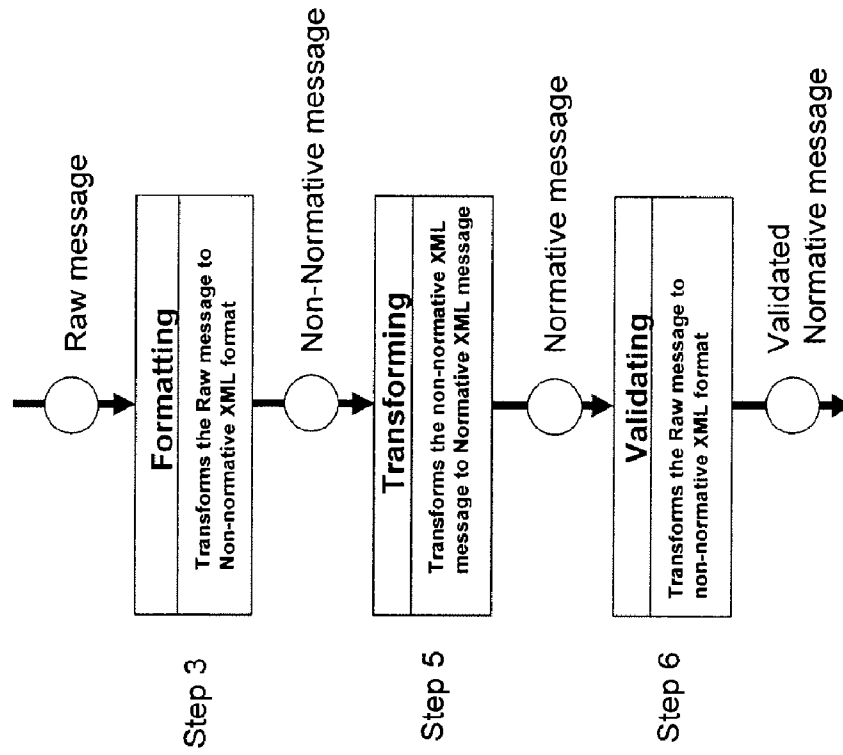 Raw message
Step 3
Formatting
Transforms the Raw message to
Non-normative XML format
Non-Normative message
Step 5
Transforming
Transforms the non-normative XML
message to Normative XML message
Normative message
Step 6
Validating
Transforms the Raw message to
non-normative XML format
Validated
Normative message